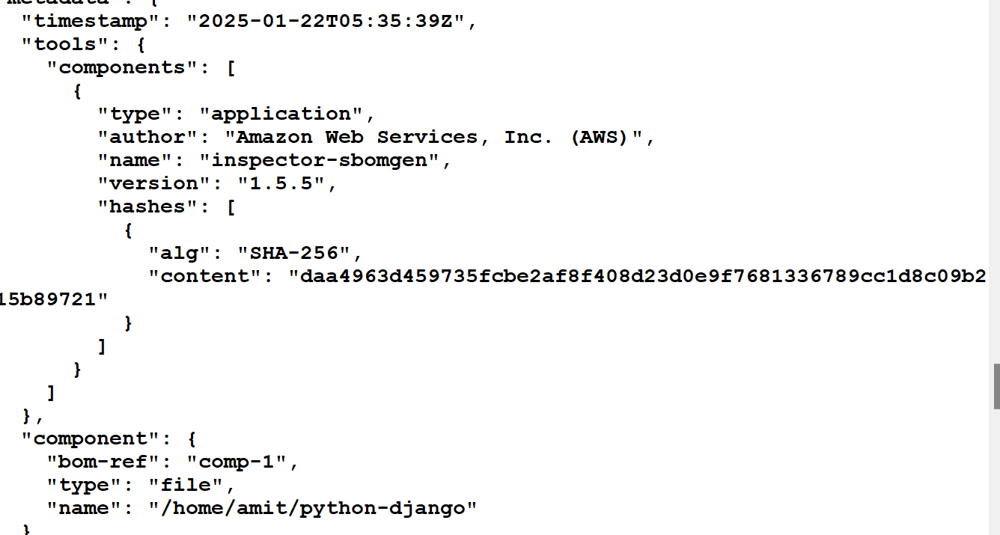 "metadata": {
"timestamp": "2025-01-22T05:35:39Z",
"tools": {
"components": [
{
"type": "application",
"author": "Amazon Web Services, Inc. (AWS)",
"name": "inspector-sbomgen",
"version": "1.5.5",
"hashes": [
{
"alg": "SHA-256",
"content": "daa4963d459735fcbe2af8f408d23d0e9f7681336789cc1d8c09b2
15b89721"
}
]
}
]
},
"component": {
"bom-ref": "comp-1",
"type": "file",
"name": "/home/amit/python-django"
}